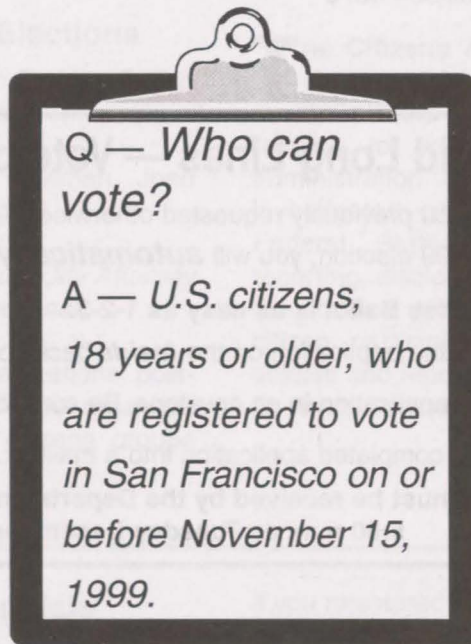 Q — Who can
vote?
A — U.S. citizens,
18 years or older, who
are registered to vote
in San Francisco on or
before November 15,
1999.